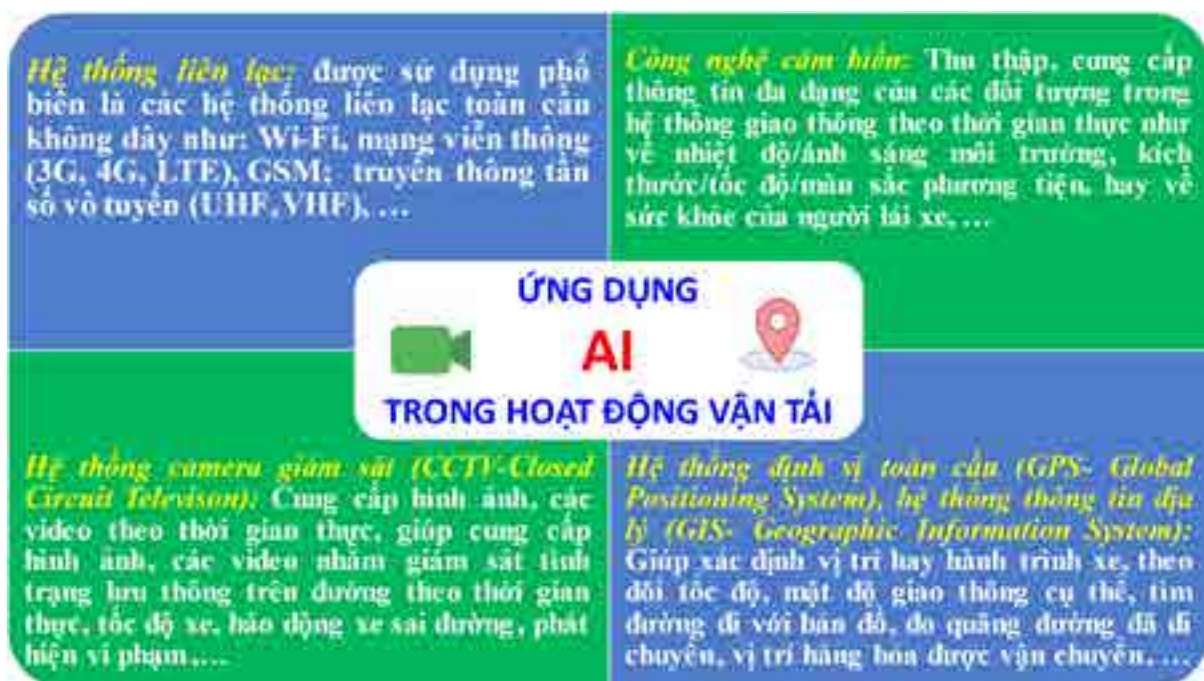 Hệ thống liên lạc: được sử dụng phổ
biến là các hệ thống liên lạc toàn cầu
không dây như: Wi-Fi, mạng viễn thông
(3G, 4G, LTE), GSM; truyền thông tần
số vô tuyến (UHF, VHF), …
Công nghệ cảm biến: Thu thập, cung cấp
thông tin đa dạng của các đối tượng trong
hệ thống giao thông theo thời gian thực như
về nhiệt độ/ánh sáng môi trường, kích
thước/tốc độ/màu sắc phương tiện, hay về
sức khỏe của người lái xe, …
ỨNG DỤNG
AI
TRONG HOẠT ĐỘNG VẬN TẢI
Hệ thống camera giám sát (CCTV-Closed
Circuit Televison): Cung cấp hình ảnh, các
video theo thời gian thực, giúp cung cấp
hình ảnh, các video nhằm giám sát tình
trạng lưu thông trên đường theo thời gian
thực, tốc độ xe, báo động xe sai đường, phát
hiện vi phạm,…
Hệ thống định vị toàn cầu (GPS- Global
Positioning System), hệ thống thông tin địa
lý (GIS- Geographic Information System):
Giúp xác định vị trí hay hành trình xe, theo
dõi tốc độ, mật độ giao thông cụ thể, tìm
đường đi với bản đồ, đo quãng đường đã di
chuyển, vị trí hàng hóa được vận chuyển, …